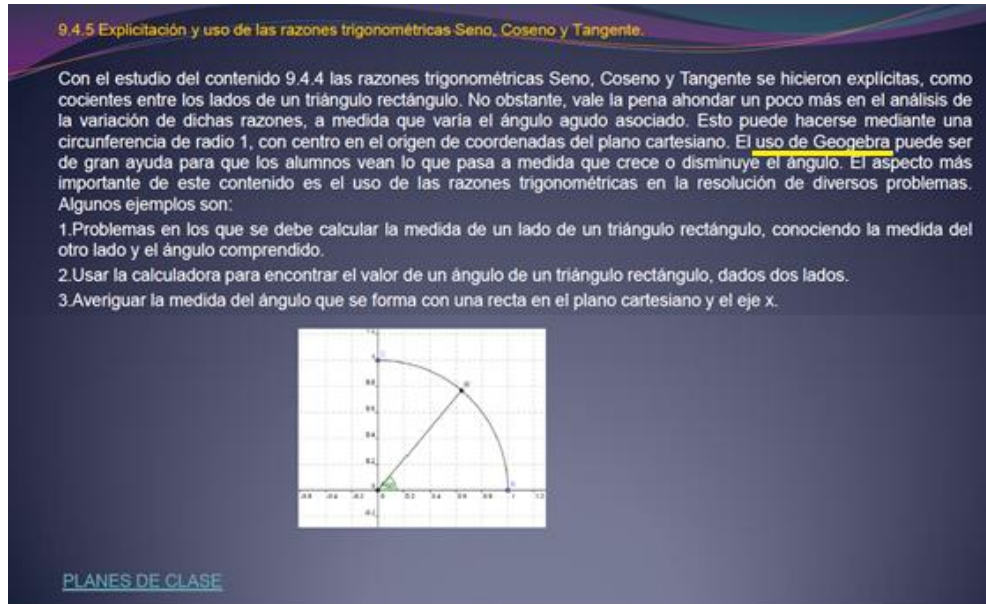 9.4.5 Explicitación y uso de las razones trigonométricas Seno, Coseno y Tangente.
Con el estudio del contenido 9.4.4 las razones trigonométricas Seno, Coseno y Tangente se hicieron explícitas, como
cocientes entre los lados de un triángulo rectángulo. No obstante, vale la pena ahondar un poco más en el análisis de
la variación de dichas razones, a medida que varía el ángulo agudo asociado. Esto puede hacerse mediante una
circunferencia de radio 1, con centro en el origen de coordenadas del plano cartesiano. El uso de Geogebra puede ser
de gran ayuda para que los alumnos vean lo que pasa a medida que crece o disminuye el ángulo. El aspecto más
importante de este contenido es el uso de las razones trigonométricas en la resolución de diversos problemas.
Algunos ejemplos son:
1.Problemas en los que se debe calcular la medida de un lado de un triángulo rectángulo, conociendo la medida del
otro lado y el ángulo comprendido.
2.Usar la calculadora para encontrar el valor de un ángulo de un triángulo rectángulo, dados dos lados.
3.Averiguar la medida del ángulo que se forma con una recta en el plano cartesiano y el eje x.
PLANES DE CLASE